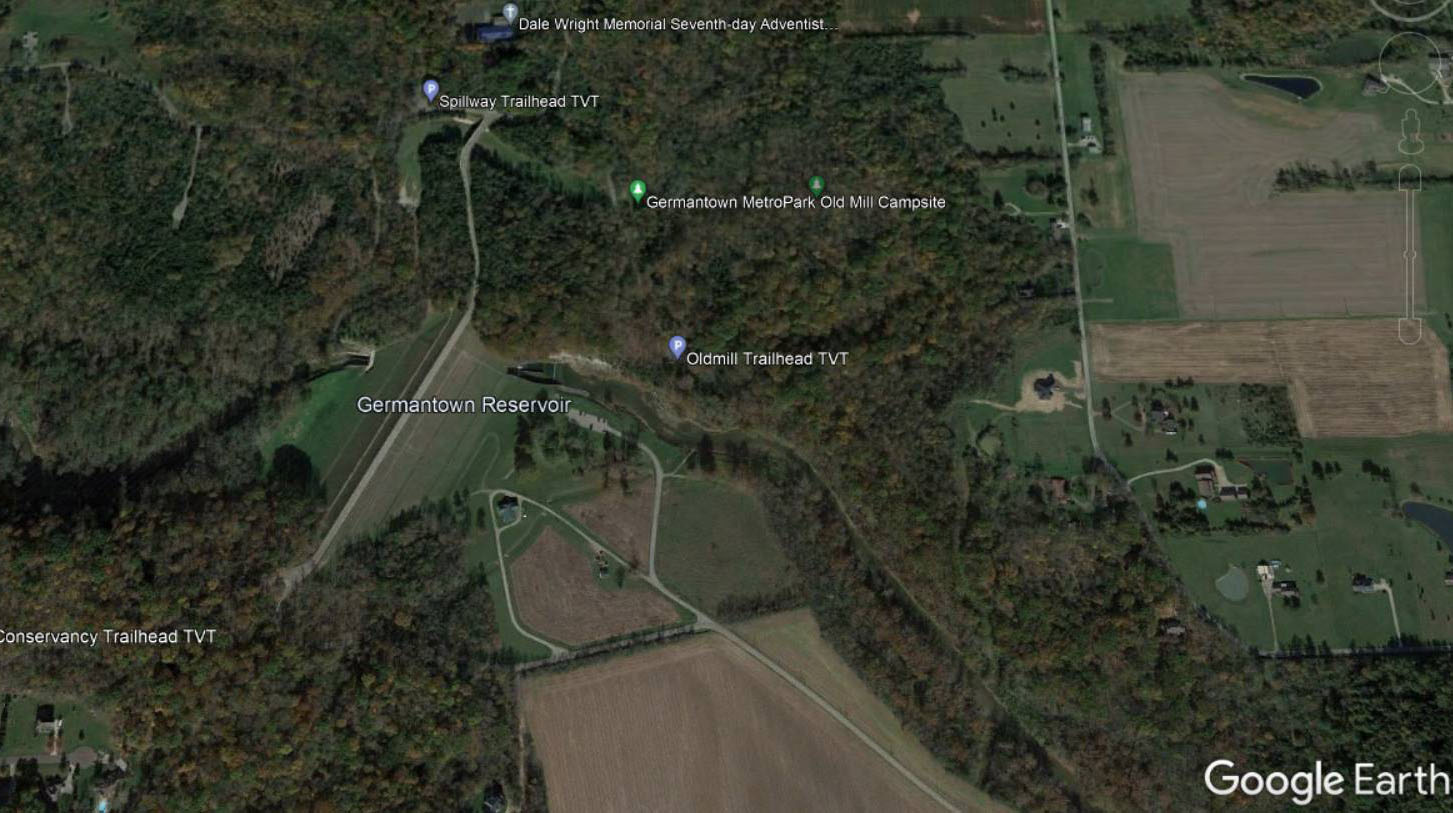 Dale Wright Memorial Seventh-day Adventist...
P
Spillway Trailhead TVT
Germantown MetroPark Old Mill Campsite
P
Oldmill Trailhead TVT
Germantown Reservoir
Conservancy Trailhead TVT
Google Earth